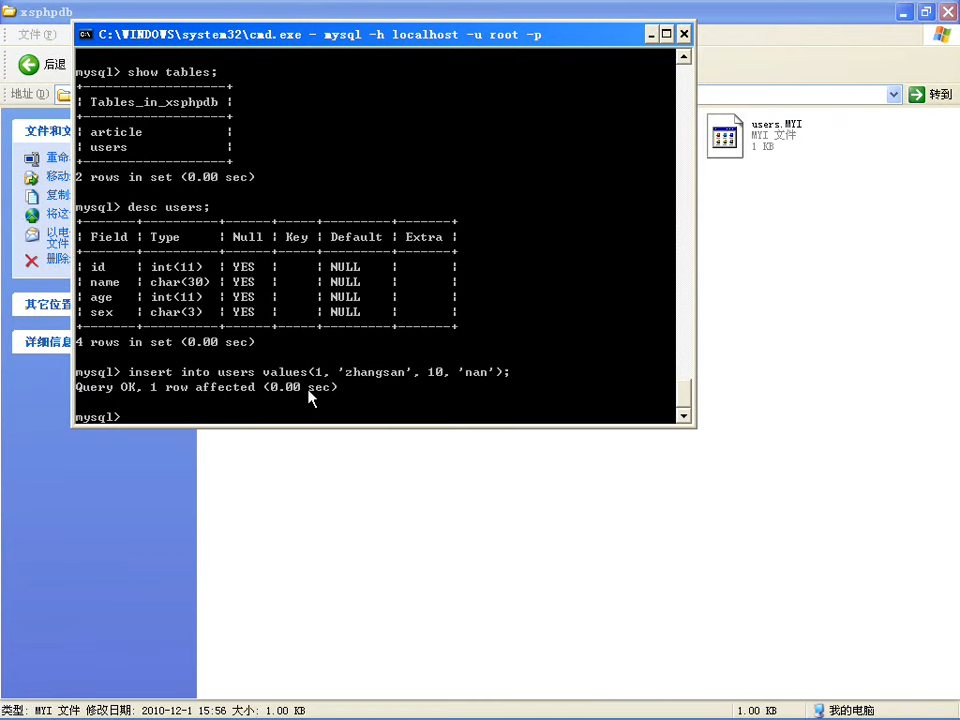 xsphpdb
C:\WINDOWS\system32\cmd.exe - mysql -h localhost -u root -p
文件(F)
后退
地址(D)
转到
文件和文
重命
移动
复制
将这
以电
文件
删除
其它位置
详细信息
mysql> show tables;
+-------------------+
| Tables_in_xsphpdb |
+-------------------+
| article           |
| users             |
+-------------------+
2 rows in set (0.00 sec)
mysql> desc users;
+-------+----------+------+-----+---------+-------+
| Field | Type     | Null | Key | Default | Extra |
+-------+----------+------+-----+---------+-------+
| id    | int(11)  | YES  |     | NULL    |       |
| name  | char(30) | YES  |     | NULL    |       |
| age   | int(11)  | YES  |     | NULL    |       |
| sex   | char(3)  | YES  |     | NULL    |       |
+-------+----------+------+-----+---------+-------+
4 rows in set (0.00 sec)
mysql> insert into users values(1, 'zhangsan', 10, 'nan');
Query OK, 1 row affected (0.00 sec)
mysql>
users.MYI
MYI 文件
1 KB
类型: MYI 文件 修改日期: 2010-12-1 15:56 大小: 1.00 KB
1.00 KB
我的电脑